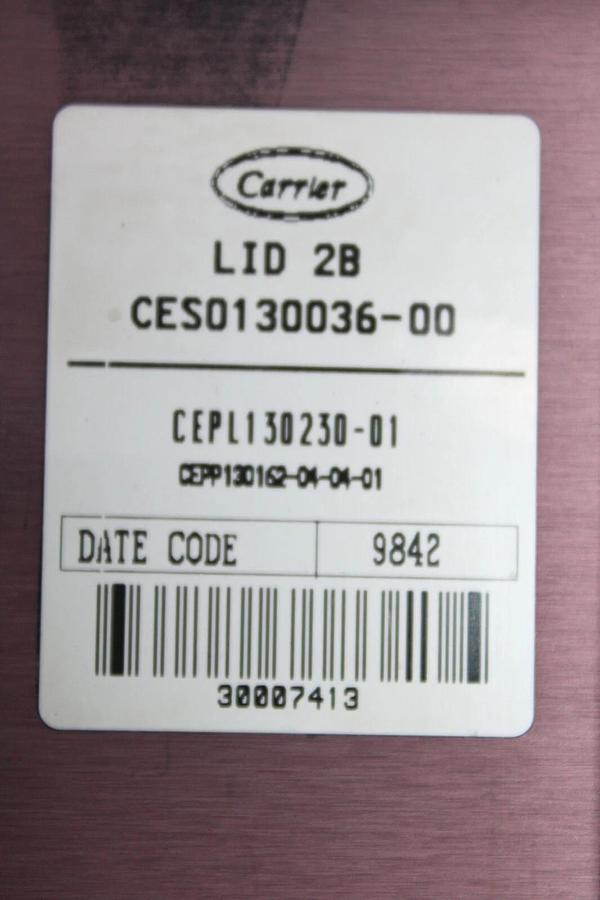 Carrier
LID 2B
CES0130036-00
CEPL130230-01
CEPP130162-04-04-01
DATE CODE 9842
30007413